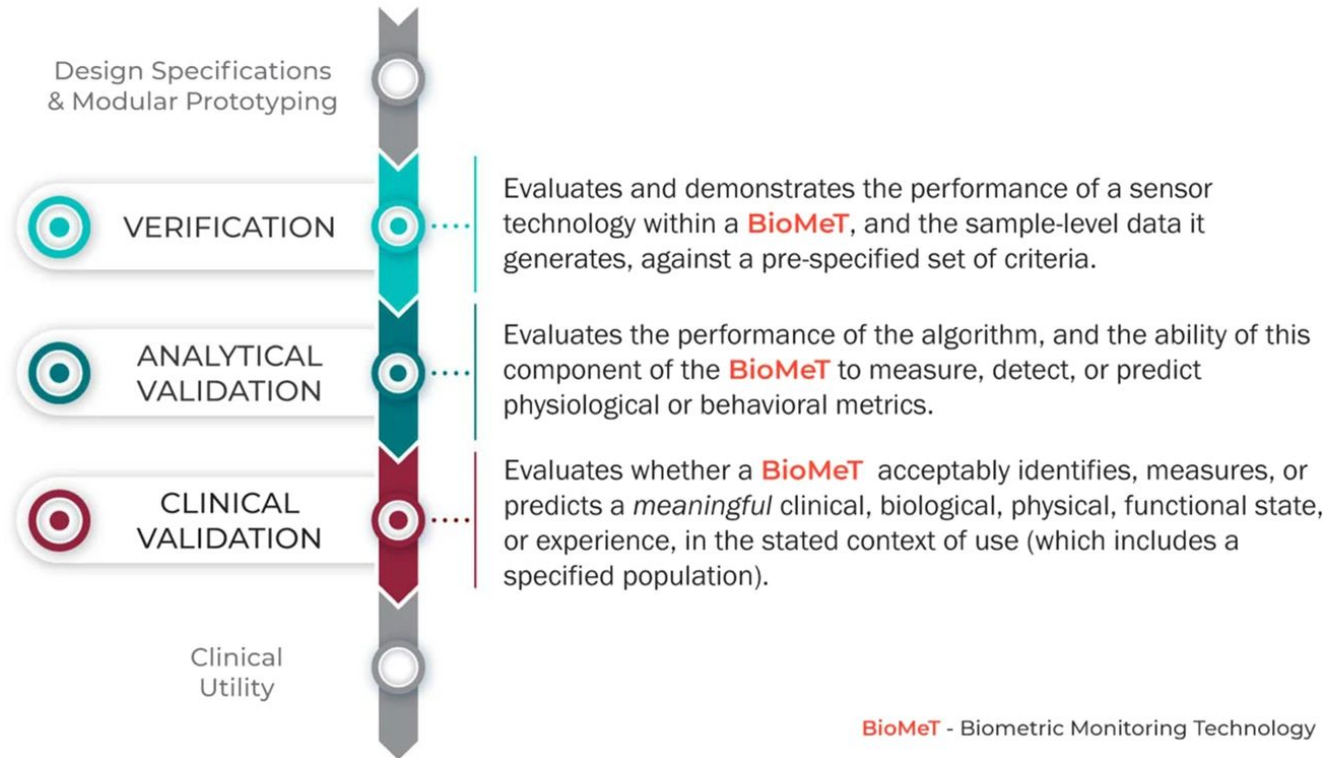 Design Specifications
& Modular Prototyping
VERIFICATION
Evaluates and demonstrates the performance of a sensor
technology within a BioMeT, and the sample-level data it
generates, against a pre-specified set of criteria.
ANALYTICAL
VALIDATION
Evaluates the performance of the algorithm, and the ability of this
component of the BioMeT to measure, detect, or predict
physiological or behavioral metrics.
CLINICAL
VALIDATION
Evaluates whether a BioMeT acceptably identifies, measures, or
predicts a meaningful clinical, biological, physical, functional state,
or experience, in the stated context of use (which includes a
specified population).
Clinical
Utility
BioMeT - Biometric Monitoring Technology